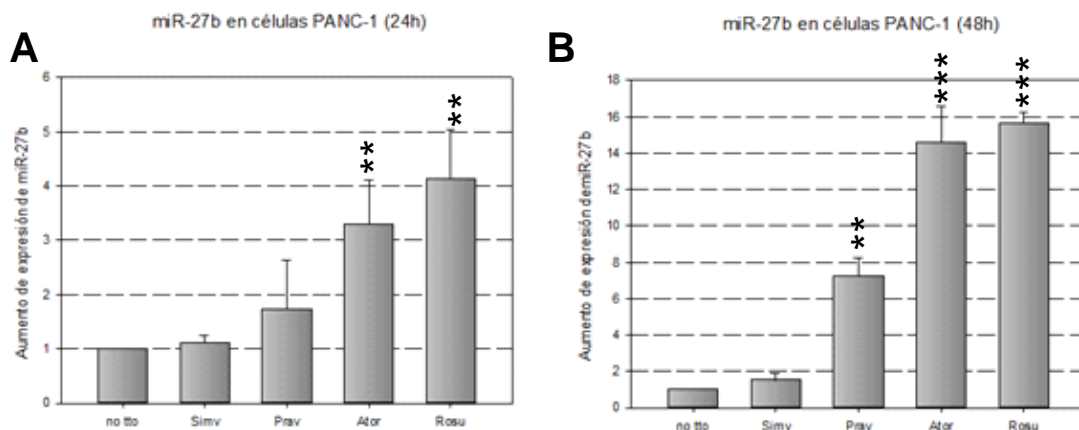 miR-27b en células PANC-1 (24h)
A
Aumento de expresión de miR-27b
6
5
4
3
2
1
0
**
**
no tto
Simv
Prav
Ator
Rosu
miR-27b en células PANC-1 (48h)
B
Aumento de expresión demiR-27b
18
16
14
12
10
8
6
4
2
0
**
***
***
no tto
Simv
Prav
Ator
Rosu